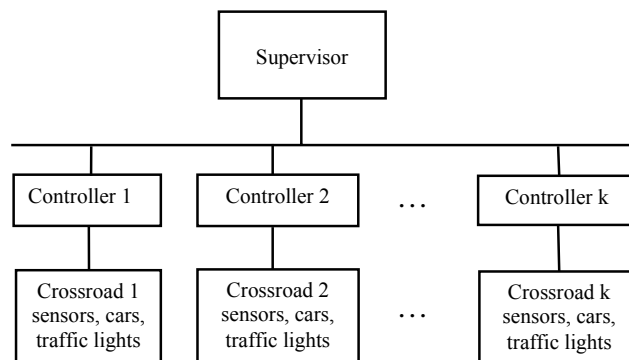 Supervisor
Controller 1
Controller 2
...
Controller k
Crossroad 1
sensors, cars,
traffic lights
Crossroad 2
sensors, cars,
traffic lights
...
Crossroad k
sensors, cars,
traffic lights